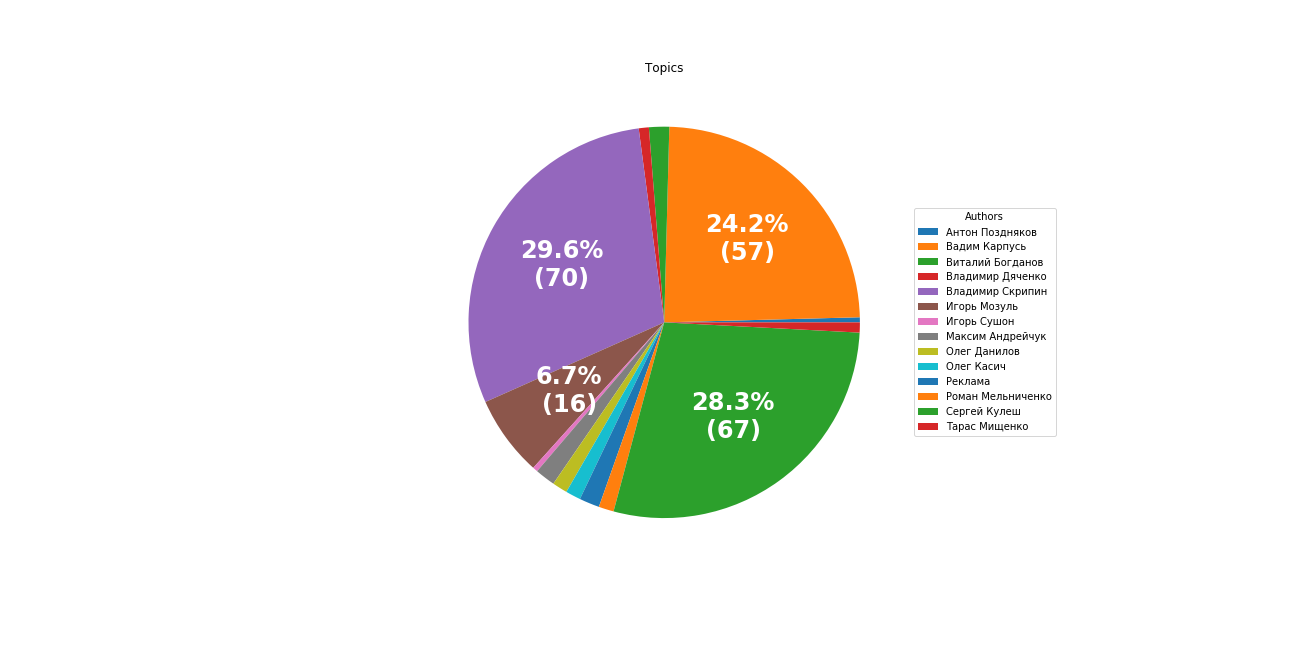 Topics
24.2%
(57)
29.6%
(70)
6.7%
(16)
28.3%
(67)
Authors
Антон Поздняков
Вадим Карпусь
Виталий Богданов
Владимир Дяченко
Владимир Скрипин
Игорь Мозуль
Игорь Сушон
Максим Андрейчук
Олег Данилов
Олег Касич
Реклама
Роман Мельниченко
Сергей Кулеш
Тарас Мищенко